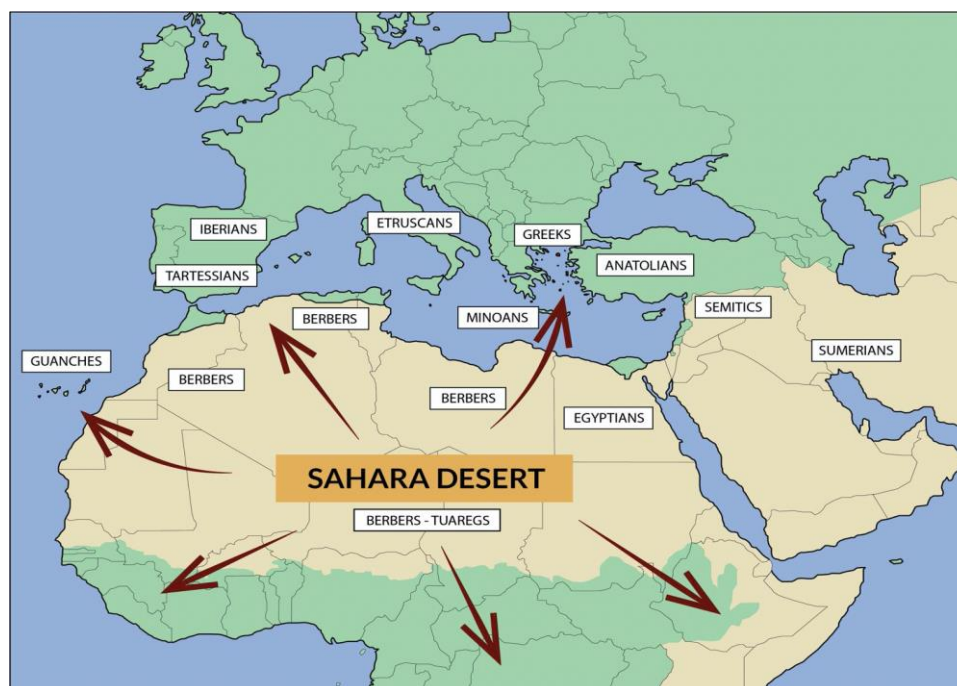 IBERIANS
ETRUSCANS
GREEKS
TARTESSIANS
ANATOLIANS
BERBERS
MINOANS
SEMITICS
GUANCHES
BERBERS
BERBERS
SUMERIANS
EGYPTIANS
SAHARA DESERT
BERBERS - TUAREGS